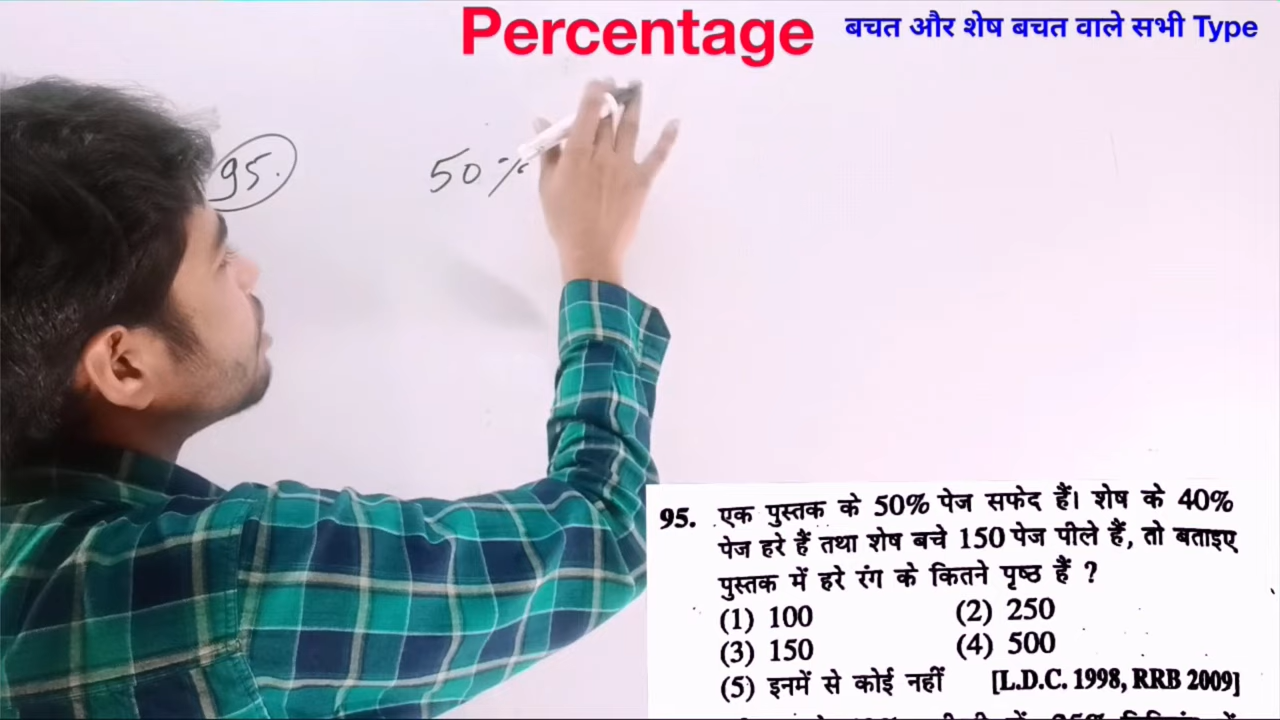 Percentage
बचत और शेष बचत वाले सभी Type
95.
50%
95. एक पुस्तक के 50% पेज सफेद हैं। शेष के 40%
पेज हरे हैं तथा शेष बचे 150 पेज पीले हैं, तो बताइए
पुस्तक में हरे रंग के कितने पृष्ठ हैं ?
(1) 100 (2) 250
(3) 150 (4) 500
(5) इनमें से कोई नहीं [L.D.C. 1998, RRB 2009]